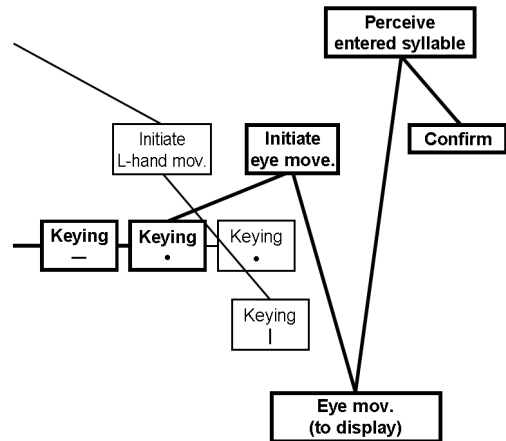 Perceive
entered syllable
Initiate
L-hand mov.
Initiate
eye move.
Confirm
Keying
—
Keying
•
Keying
•
Keying
|
Eye mov.
(to display)